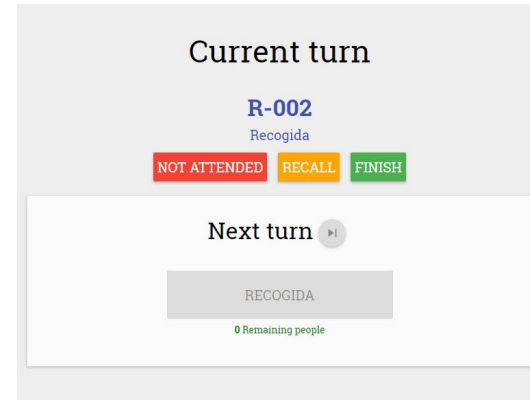 Current turn
R-002
Recogida
NOT ATTENDED RECALL FINISH
Next turn
RECOGIDA
0 Remaining people